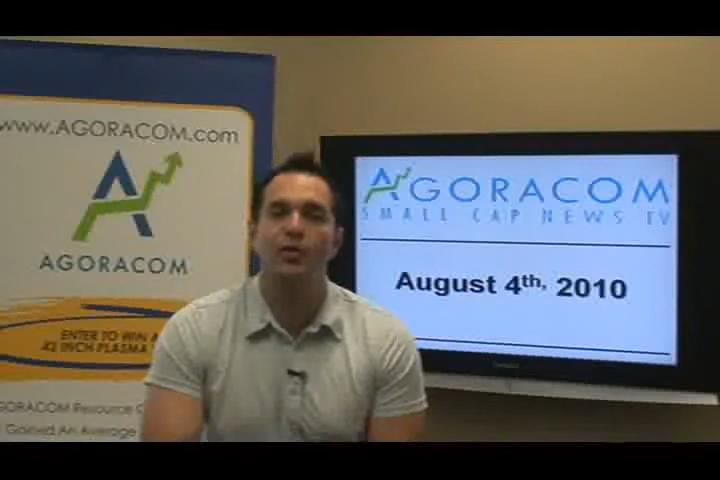 www.AGORACOM.com
AGORACOM
ENTER TO WIN A
42 INCH PLASMA
GORACOM Resource
Gained An Average
AGORACOM
SMALL CAP NEWS TV
August 4th, 2010